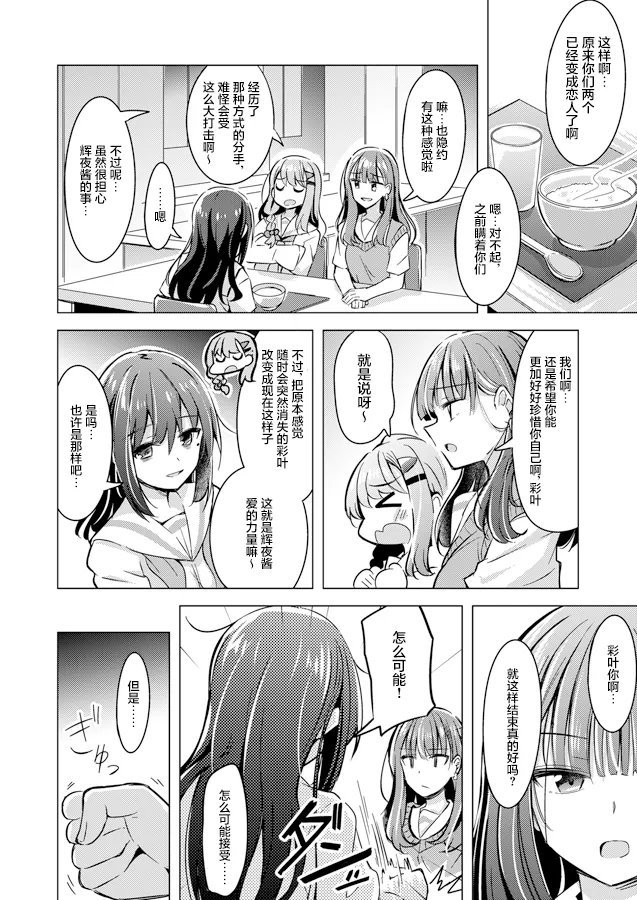 这样啊…
原来你们两个
已经变成恋人了啊
嗯…对不起，
之前瞒着你们
嘛…也隐约
有这种感觉啦
经历了
那种方式的分手，
难怪会受
这么大打击啊～
…嗯
不过呢…
虽然很担心
辉夜酱的事…
我们啊…
还是希望你能
更加好好珍惜你自己啊，彩叶
就是说呀～
不过，把原本感觉
随时会突然消失的彩叶
改变成现在这样子
这就是辉夜酱
爱的力量嘛～
是吗…
也许是那样吧…
彩叶你啊…
就这样结束真的好吗？
怎么可能！
怎么可能接受……
ダンッ
但是……
ぎゅっ